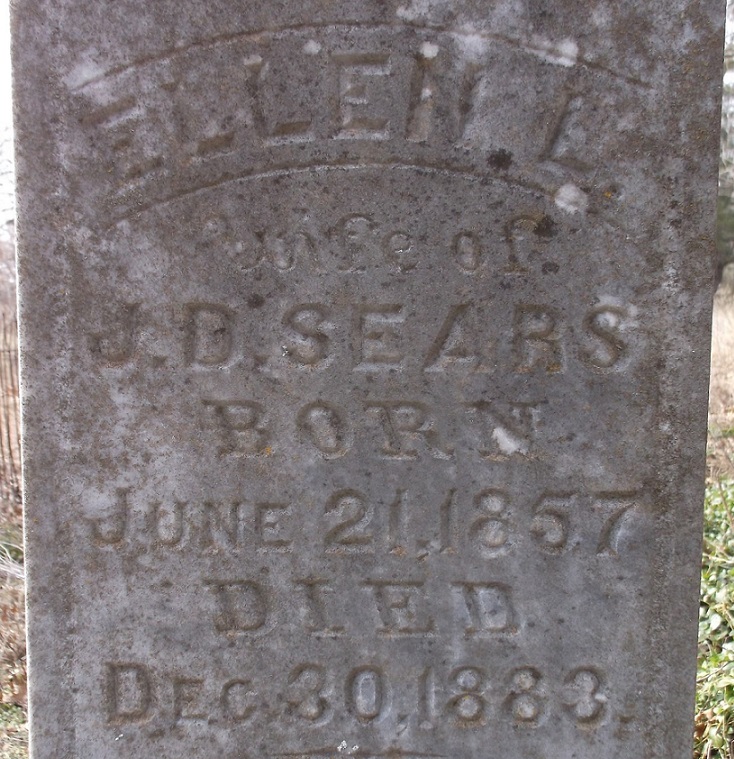 ELLEN L.
Wife of
J.D. SEARS
BORN
JUNE 21, 1857
DIED
DEC. 30, 1883.